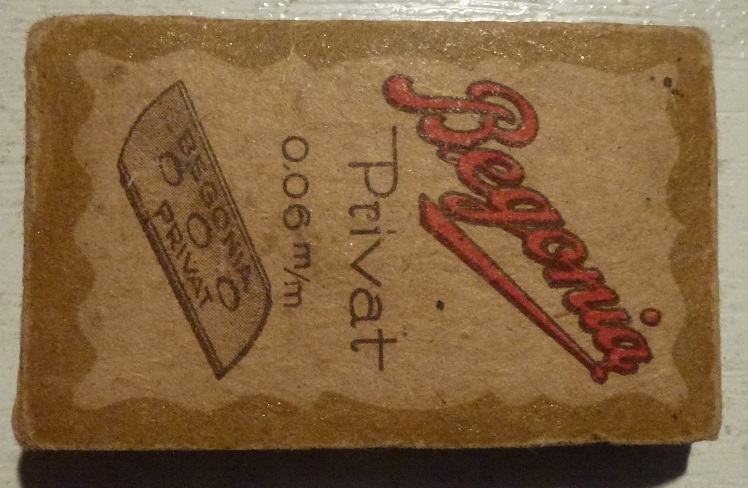 Begonia
Privat
0.06 m/m
BEGONIA
PRIVAT